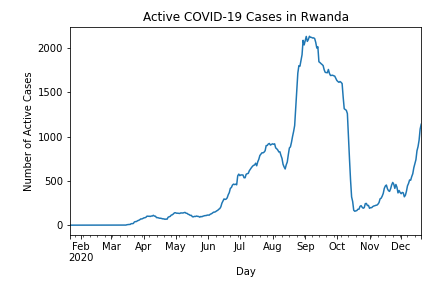 Active COVID-19 Cases in Rwanda
Number of Active Cases
2000
1500
1000
500
0
Feb Mar Apr May Jun Jul Aug Sep Oct Nov Dec
2020
Day